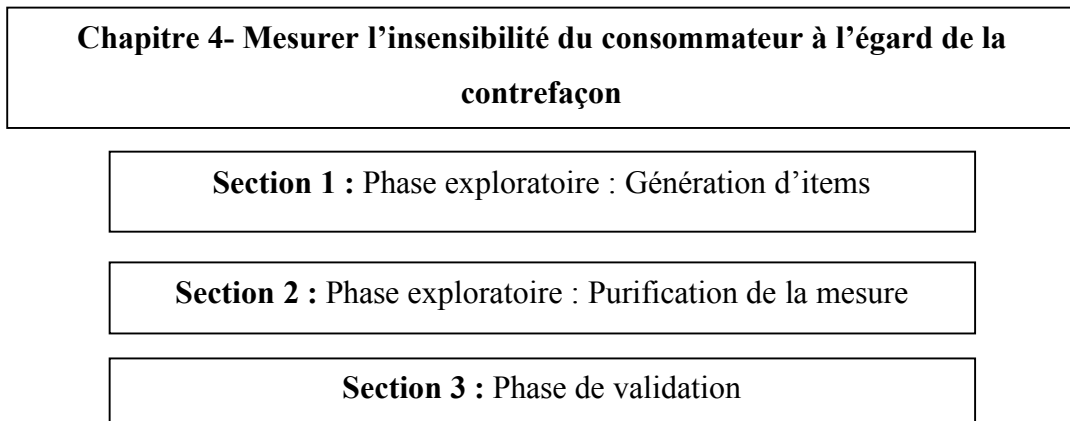 Chapitre 4- Mesurer l’insensibilité du consommateur à l’égard de la
contrefaçon
Section 1 : Phase exploratoire : Génération d’items
Section 2 : Phase exploratoire : Purification de la mesure
Section 3 : Phase de validation